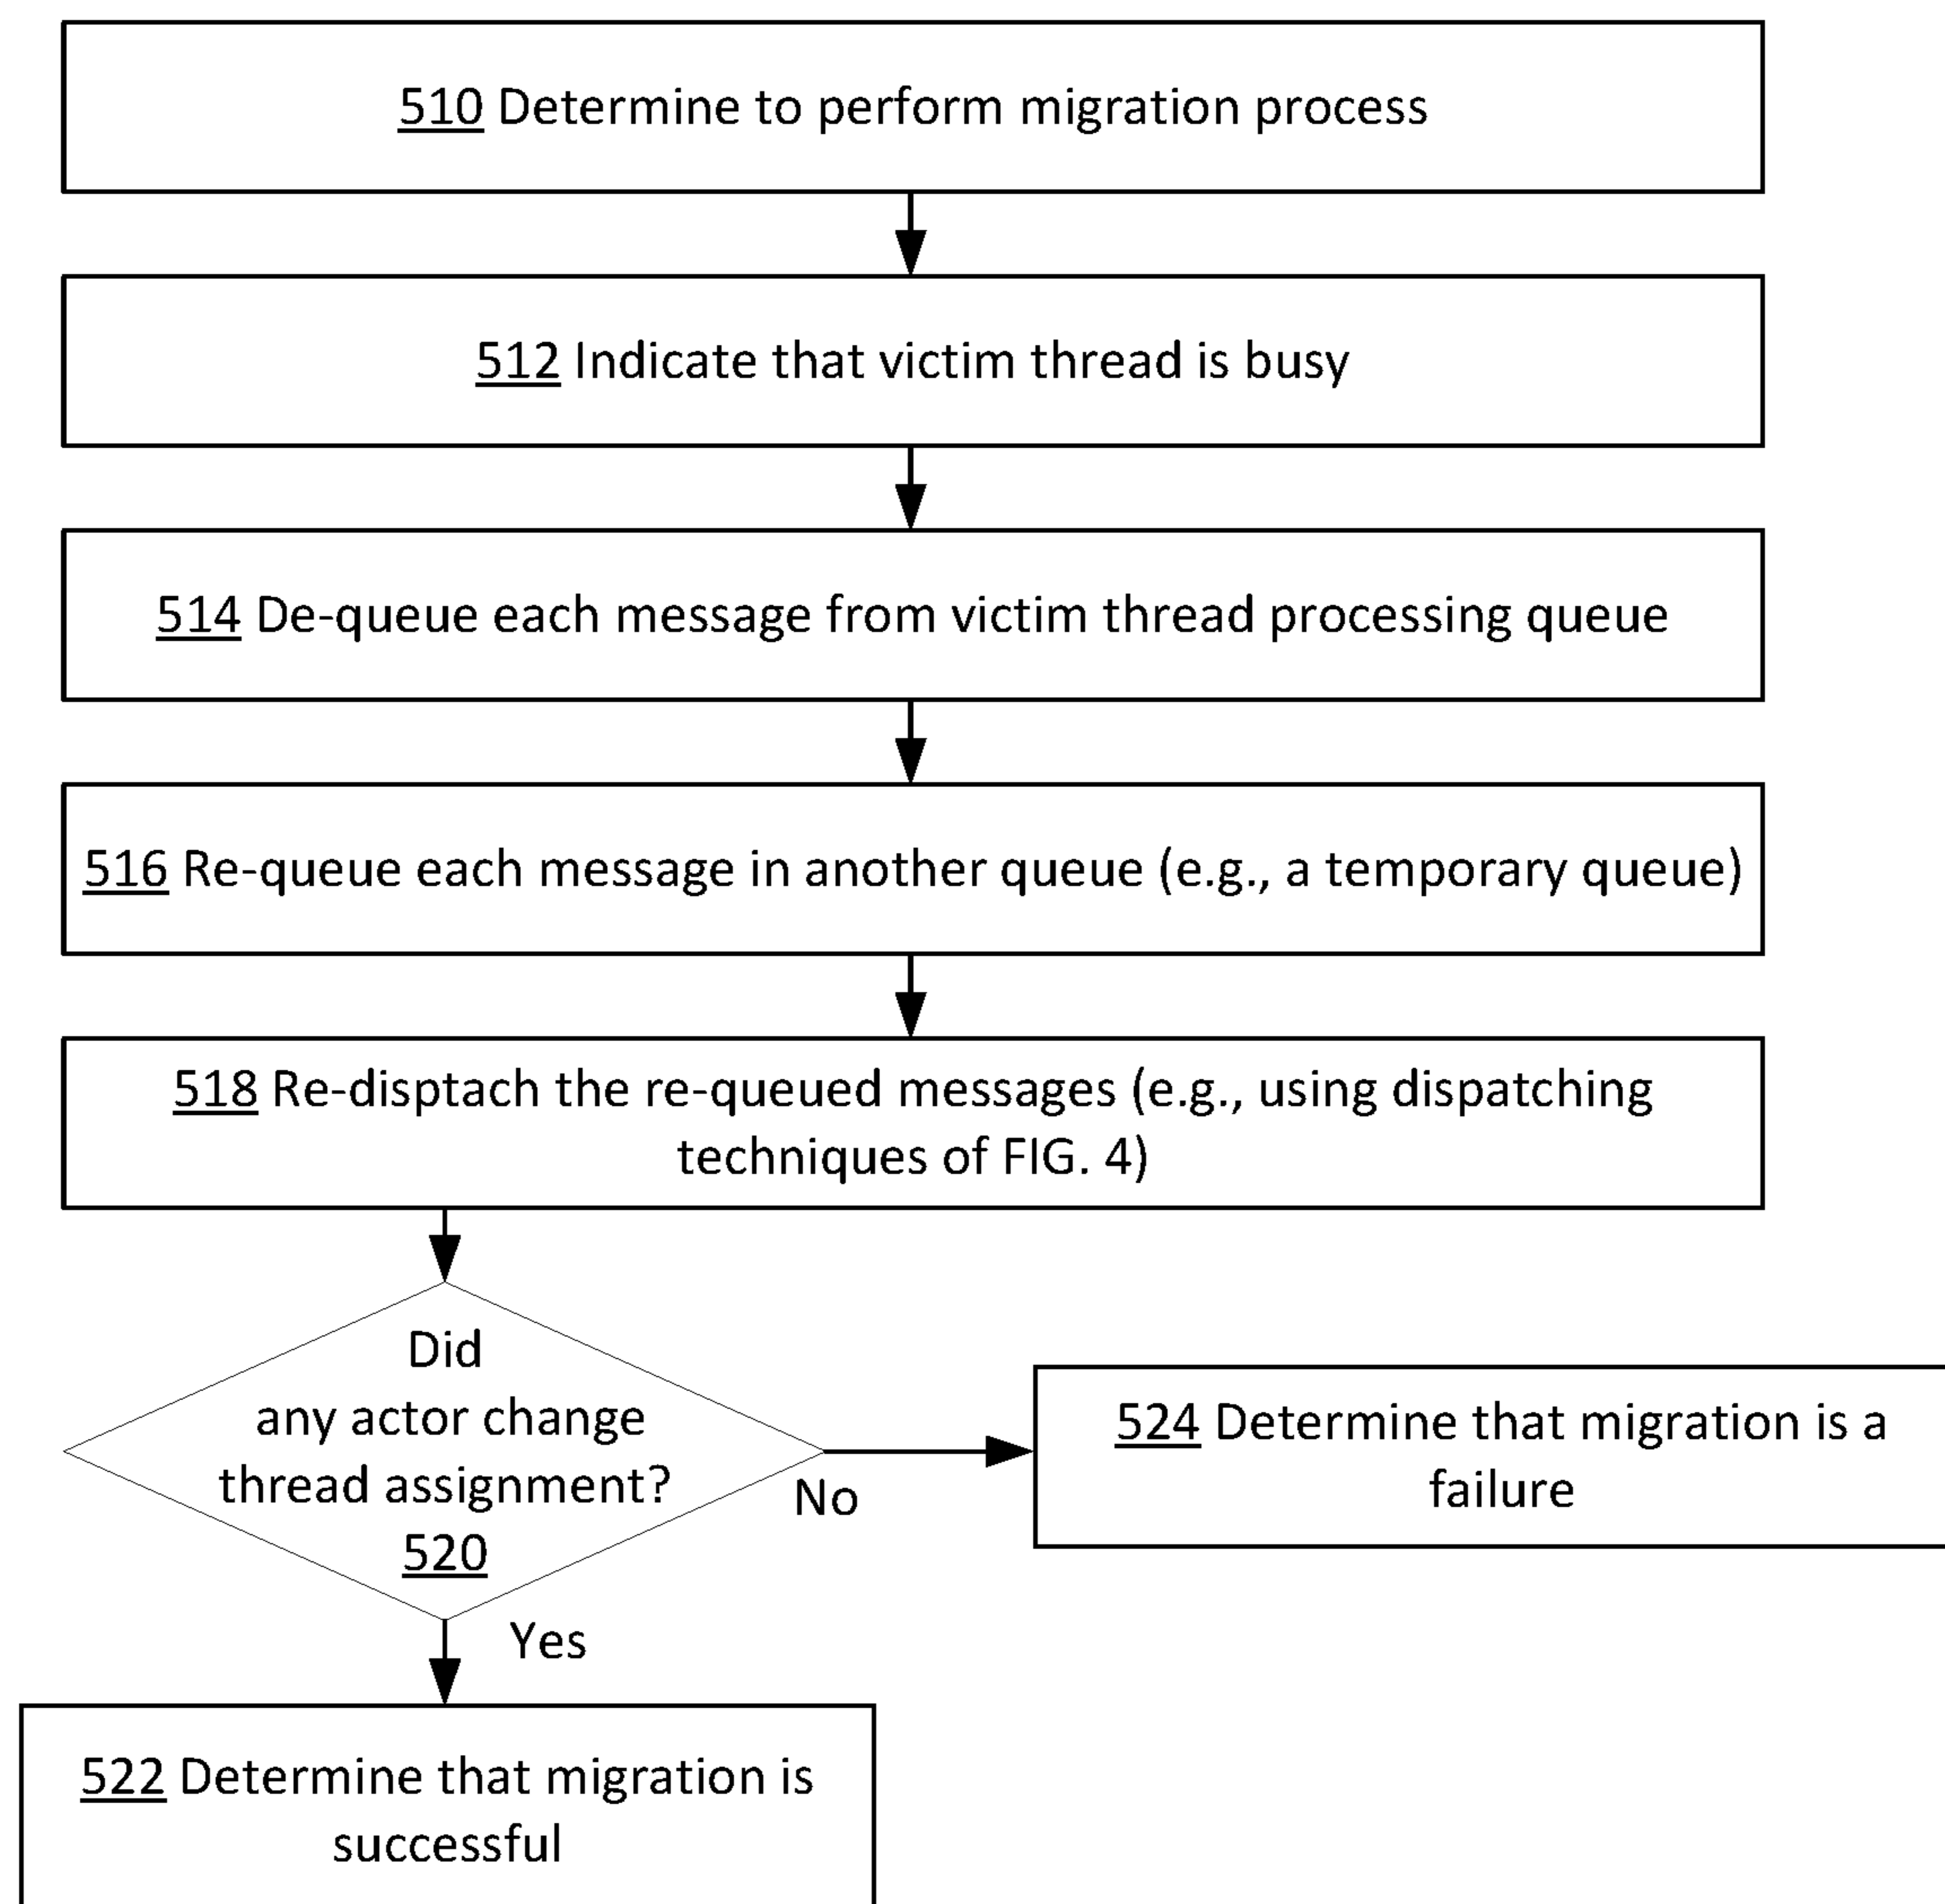 510 Determine to perform migration process
512 Indicate that victim thread is busy
514 De-queue each message from victim thread processing queue
516 Re-queue each message in another queue (e.g., a temporary queue)
518 Re-disptach the re-queued messages (e.g., using dispatching
techniques of FIG. 4)
Did
any actor change
thread assignment?
520
No
524 Determine that migration is a
failure
Yes
522 Determine that migration is
successful